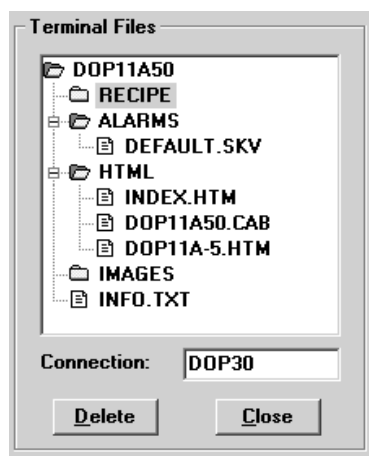 Terminal Files
DOP11A50
RECIPE
ALARMS
DEFAULT.SKV
HTML
INDEX.HTM
DOP11A50.CAB
DOP11A-5.HTM
IMAGES
INFO.TXT
Connection: DOP30
Delete Close